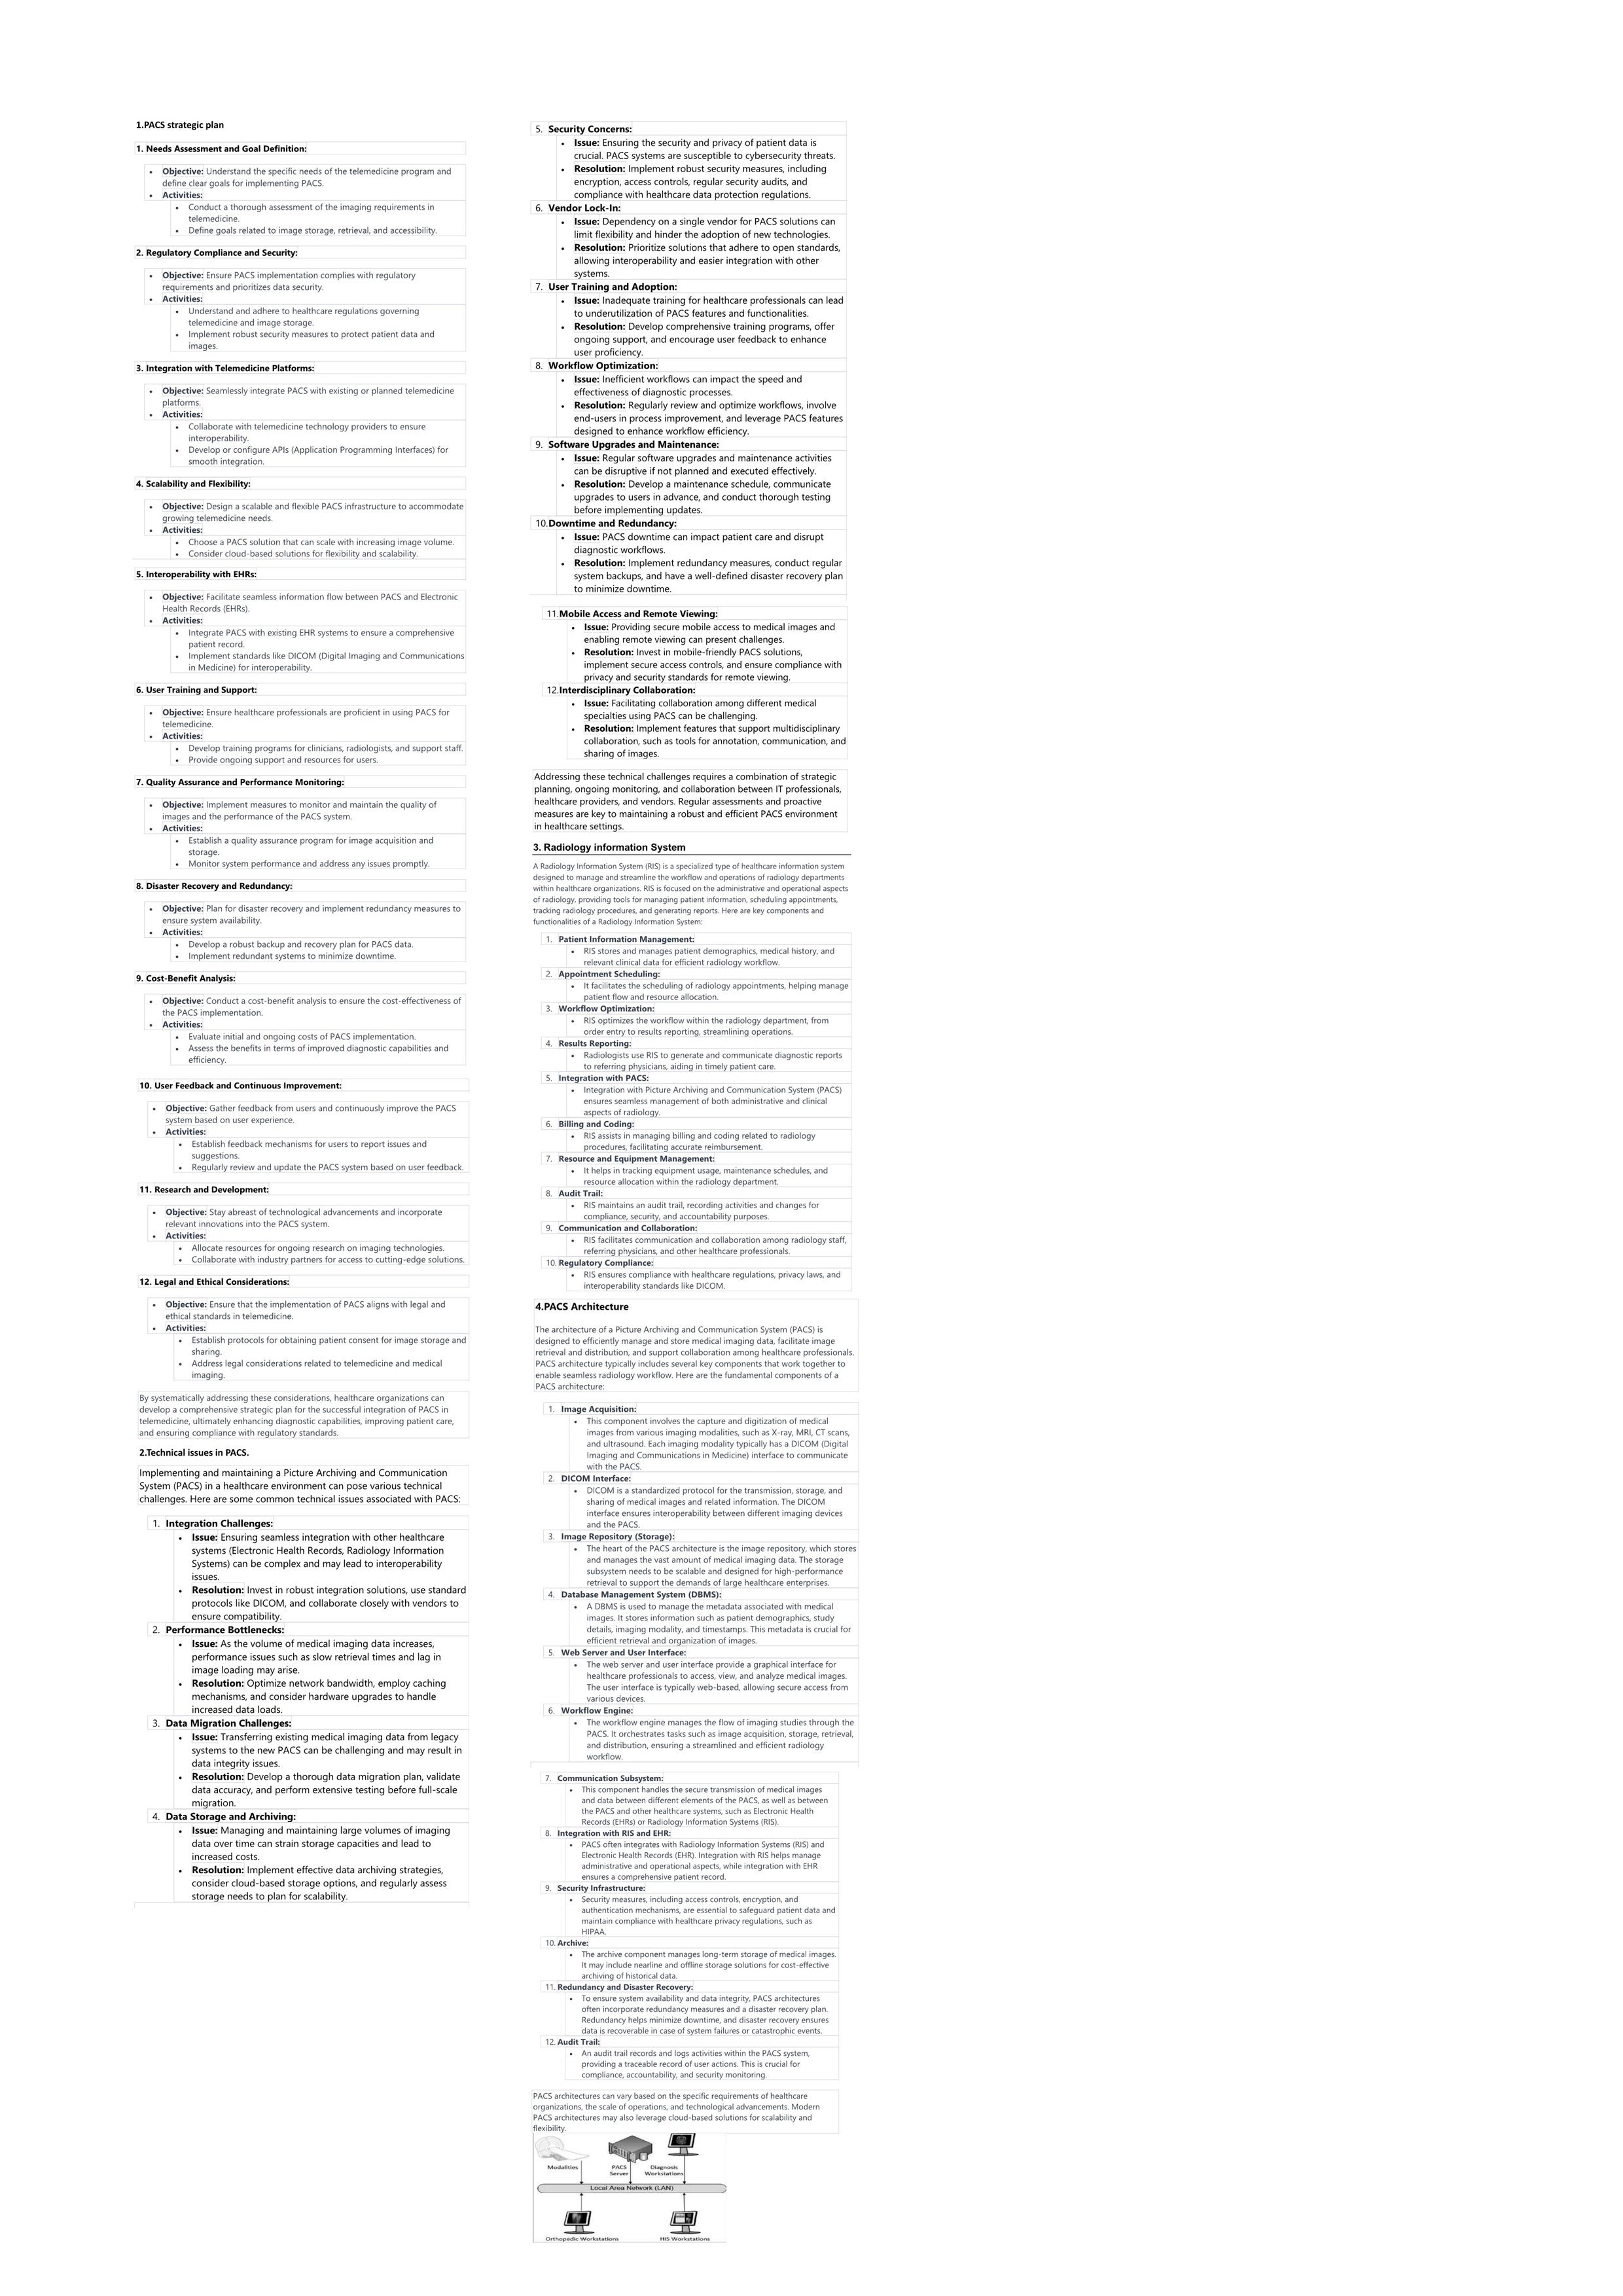 1.PACS strategic plan
1. Needs Assessment and Goal Definition:
• Objective: Understand the specific needs of the telemedicine program and
define clear goals for implementing PACS.
• Activities:
• Conduct a thorough assessment of the imaging requirements in
telemedicine.
• Define goals related to image storage, retrieval, and accessibility.
2. Regulatory Compliance and Security:
• Objective: Ensure PACS implementation complies with regulatory
requirements and prioritizes data security.
• Activities:
• Understand and adhere to healthcare regulations governing
telemedicine and image storage.
• Implement robust security measures to protect patient data and
images.
3. Integration with Telemedicine Platforms:
• Objective: Seamlessly integrate PACS with existing or planned telemedicine
platforms.
• Activities:
• Collaborate with telemedicine technology providers to ensure
interoperability.
• Develop or configure APIs (Application Programming Interfaces) for
smooth integration.
4. Scalability and Flexibility:
• Objective: Design a scalable and flexible PACS infrastructure to accommodate
growing telemedicine needs.
• Activities:
• Choose a PACS solution that can scale with increasing image volume.
• Consider cloud-based solutions for flexibility and scalability.
5. Interoperability with EHRs:
• Objective: Facilitate seamless information flow between PACS and Electronic
Health Records (EHRs).
• Activities:
• Integrate PACS with existing EHR systems to ensure a comprehensive
patient record.
• Implement standards like DICOM (Digital Imaging and Communications
in Medicine) for interoperability.
6. User Training and Support:
• Objective: Ensure healthcare professionals are proficient in using PACS for
telemedicine.
• Activities:
• Develop training programs for clinicians, radiologists, and support staff.
• Provide ongoing support and resources for users.
7. Quality Assurance and Performance Monitoring:
• Objective: Implement measures to monitor and maintain the quality of
images and the performance of the PACS system.
• Activities:
• Establish a quality assurance program for image acquisition and
storage.
• Monitor system performance and address any issues promptly.
8. Disaster Recovery and Redundancy:
• Objective: Plan for disaster recovery and implement redundancy measures to
ensure system availability.
• Activities:
• Develop a robust backup and recovery plan for PACS data.
• Implement redundant systems to minimize downtime.
9. Cost-Benefit Analysis:
• Objective: Conduct a cost-benefit analysis to ensure the cost-effectiveness of
the PACS implementation.
• Activities:
• Evaluate initial and ongoing costs of PACS implementation.
• Assess the benefits in terms of improved diagnostic capabilities and
efficiency.
10. User Feedback and Continuous Improvement:
• Objective: Gather feedback from users and continuously improve the PACS
system based on user experience.
• Activities:
• Establish feedback mechanisms for users to report issues and
suggestions.
• Regularly review and update the PACS system based on user feedback.
11. Research and Development:
• Objective: Stay abreast of technological advancements and incorporate
relevant innovations into the PACS system.
• Activities:
• Allocate resources for ongoing research on imaging technologies.
• Collaborate with industry partners for access to cutting-edge solutions.
12. Legal and Ethical Considerations:
• Objective: Ensure that the implementation of PACS aligns with legal and
ethical standards in telemedicine.
• Activities:
• Establish protocols for obtaining patient consent for image storage and
sharing.
• Address legal considerations related to telemedicine and medical
imaging.
By systematically addressing these considerations, healthcare organizations can
develop a comprehensive strategic plan for the successful integration of PACS in
telemedicine, ultimately enhancing diagnostic capabilities, improving patient care,
and ensuring compliance with regulatory standards.
2.Technical issues in PACS.
Implementing and maintaining a Picture Archiving and Communication
System (PACS) in a healthcare environment can pose various technical
challenges. Here are some common technical issues associated with PACS:
1. Integration Challenges:
• Issue: Ensuring seamless integration with other healthcare
systems (Electronic Health Records, Radiology Information
Systems) can be complex and may lead to interoperability
issues.
• Resolution: Invest in robust integration solutions, use standard
protocols like DICOM, and collaborate closely with vendors to
ensure compatibility.
2. Performance Bottlenecks:
• Issue: As the volume of medical imaging data increases,
performance issues such as slow retrieval times and lag in
image loading may arise.
• Resolution: Optimize network bandwidth, employ caching
mechanisms, and consider hardware upgrades to handle
increased data loads.
3. Data Migration Challenges:
• Issue: Transferring existing medical imaging data from legacy
systems to the new PACS can be challenging and may result in
data integrity issues.
• Resolution: Develop a thorough data migration plan, validate
data accuracy, and perform extensive testing before full-scale
migration.
4. Data Storage and Archiving:
• Issue: Managing and maintaining large volumes of imaging
data over time can strain storage capacities and lead to
increased costs.
• Resolution: Implement effective data archiving strategies,
consider cloud-based storage options, and regularly assess
storage needs to plan for scalability.
5. Security Concerns:
• Issue: Ensuring the security and privacy of patient data is
crucial. PACS systems are susceptible to cybersecurity threats.
• Resolution: Implement robust security measures, including
encryption, access controls, regular security audits, and
compliance with healthcare data protection regulations.
6. Vendor Lock-In:
• Issue: Dependency on a single vendor for PACS solutions can
limit flexibility and hinder the adoption of new technologies.
• Resolution: Prioritize solutions that adhere to open standards,
allowing interoperability and easier integration with other
systems.
7. User Training and Adoption:
• Issue: Inadequate training for healthcare professionals can lead
to underutilization of PACS features and functionalities.
• Resolution: Develop comprehensive training programs, offer
ongoing support, and encourage user feedback to enhance
user proficiency.
8. Workflow Optimization:
• Issue: Inefficient workflows can impact the speed and
effectiveness of diagnostic processes.
• Resolution: Regularly review and optimize workflows, involve
end-users in process improvement, and leverage PACS features
designed to enhance workflow efficiency.
9. Software Upgrades and Maintenance:
• Issue: Regular software upgrades and maintenance activities
can be disruptive if not planned and executed effectively.
• Resolution: Develop a maintenance schedule, communicate
upgrades to users in advance, and conduct thorough testing
before implementing updates.
10.Downtime and Redundancy:
• Issue: PACS downtime can impact patient care and disrupt
diagnostic workflows.
• Resolution: Implement redundancy measures, conduct regular
system backups, and have a well-defined disaster recovery plan
to minimize downtime.
11.Mobile Access and Remote Viewing:
• Issue: Providing secure mobile access to medical images and
enabling remote viewing can present challenges.
• Resolution: Invest in mobile-friendly PACS solutions,
implement secure access controls, and ensure compliance with
privacy and security standards for remote viewing.
12.Interdisciplinary Collaboration:
• Issue: Facilitating collaboration among different medical
specialties using PACS can be challenging.
• Resolution: Implement features that support multidisciplinary
collaboration, such as tools for annotation, communication, and
sharing of images.
Addressing these technical challenges requires a combination of strategic
planning, ongoing monitoring, and collaboration between IT professionals,
healthcare providers, and vendors. Regular assessments and proactive
measures are key to maintaining a robust and efficient PACS environment
in healthcare settings.
3. Radiology information System
A Radiology Information System (RIS) is a specialized type of healthcare information system
designed to manage and streamline the workflow and operations of radiology departments
within healthcare organizations. RIS is focused on the administrative and operational aspects
of radiology, providing tools for managing patient information, scheduling appointments,
tracking radiology procedures, and generating reports. Here are key components and
functionalities of a Radiology Information System:
1. Patient Information Management:
• RIS stores and manages patient demographics, medical history, and
relevant clinical data for efficient radiology workflow.
2. Appointment Scheduling:
• It facilitates the scheduling of radiology appointments, helping manage
patient flow and resource allocation.
3. Workflow Optimization:
• RIS optimizes the workflow within the radiology department, from
order entry to results reporting, streamlining operations.
4. Results Reporting:
• Radiologists use RIS to generate and communicate diagnostic reports
to referring physicians, aiding in timely patient care.
5. Integration with PACS:
• Integration with Picture Archiving and Communication System (PACS)
ensures seamless management of both administrative and clinical
aspects of radiology.
6. Billing and Coding:
• RIS assists in managing billing and coding related to radiology
procedures, facilitating accurate reimbursement.
7. Resource and Equipment Management:
• It helps in tracking equipment usage, maintenance schedules, and
resource allocation within the radiology department.
8. Audit Trail:
• RIS maintains an audit trail, recording activities and changes for
compliance, security, and accountability purposes.
9. Communication and Collaboration:
• RIS facilitates communication and collaboration among radiology staff,
referring physicians, and other healthcare professionals.
10. Regulatory Compliance:
• RIS ensures compliance with healthcare regulations, privacy laws, and
interoperability standards like DICOM.
4.PACS Architecture
The architecture of a Picture Archiving and Communication System (PACS) is
designed to efficiently manage and store medical imaging data, facilitate image
retrieval and distribution, and support collaboration among healthcare professionals.
PACS architecture typically includes several key components that work together to
enable seamless radiology workflow. Here are the fundamental components of a
PACS architecture:
1. Image Acquisition:
• This component involves the capture and digitization of medical
images from various imaging modalities, such as X-ray, MRI, CT scans,
and ultrasound. Each imaging modality typically has a DICOM (Digital
Imaging and Communications in Medicine) interface to communicate
with the PACS.
2. DICOM Interface:
• DICOM is a standardized protocol for the transmission, storage, and
sharing of medical images and related information. The DICOM
interface ensures interoperability between different imaging devices
and the PACS.
3. Image Repository (Storage):
• The heart of the PACS architecture is the image repository, which stores
and manages the vast amount of medical imaging data. The storage
subsystem needs to be scalable and designed for high-performance
retrieval to support the demands of large healthcare enterprises.
4. Database Management System (DBMS):
• A DBMS is used to manage the metadata associated with medical
images. It stores information such as patient demographics, study
details, imaging modality, and timestamps. This metadata is crucial for
efficient retrieval and organization of images.
5. Web Server and User Interface:
• The web server and user interface provide a graphical interface for
healthcare professionals to access, view, and analyze medical images.
The user interface is typically web-based, allowing secure access from
various devices.
6. Workflow Engine:
• The workflow engine manages the flow of imaging studies through the
PACS. It orchestrates tasks such as image acquisition, storage, retrieval,
and distribution, ensuring a streamlined and efficient radiology
workflow.
7. Communication Subsystem:
• This component handles the secure transmission of medical images
and data between different elements of the PACS, as well as between
the PACS and other healthcare systems, such as Electronic Health
Records (EHRs) or Radiology Information Systems (RIS).
8. Integration with RIS and EHR:
• PACS often integrates with Radiology Information Systems (RIS) and
Electronic Health Records (EHR). Integration with RIS helps manage
administrative and operational aspects, while integration with EHR
ensures a comprehensive patient record.
9. Security Infrastructure:
• Security measures, including access controls, encryption, and
authentication mechanisms, are essential to safeguard patient data and
maintain compliance with healthcare privacy regulations, such as
HIPAA.
10. Archive:
• The archive component manages long-term storage of medical images.
It may include nearline and offline storage solutions for cost-effective
archiving of historical data.
11. Redundancy and Disaster Recovery:
• To ensure system availability and data integrity, PACS architectures
often incorporate redundancy measures and a disaster recovery plan.
Redundancy helps minimize downtime, and disaster recovery ensures
data is recoverable in case of system failures or catastrophic events.
12. Audit Trail:
• An audit trail records and logs activities within the PACS system,
providing a traceable record of user actions. This is crucial for
compliance, accountability, and security monitoring.
PACS architectures can vary based on the specific requirements of healthcare
organizations, the scale of operations, and technological advancements. Modern
PACS architectures may also leverage cloud-based solutions for scalability and
flexibility.
Modalities
PACS
Server
Diagnosis
Workstations
Local Area Network (LAN)
Orthopedic Workstations
HIS Workstations